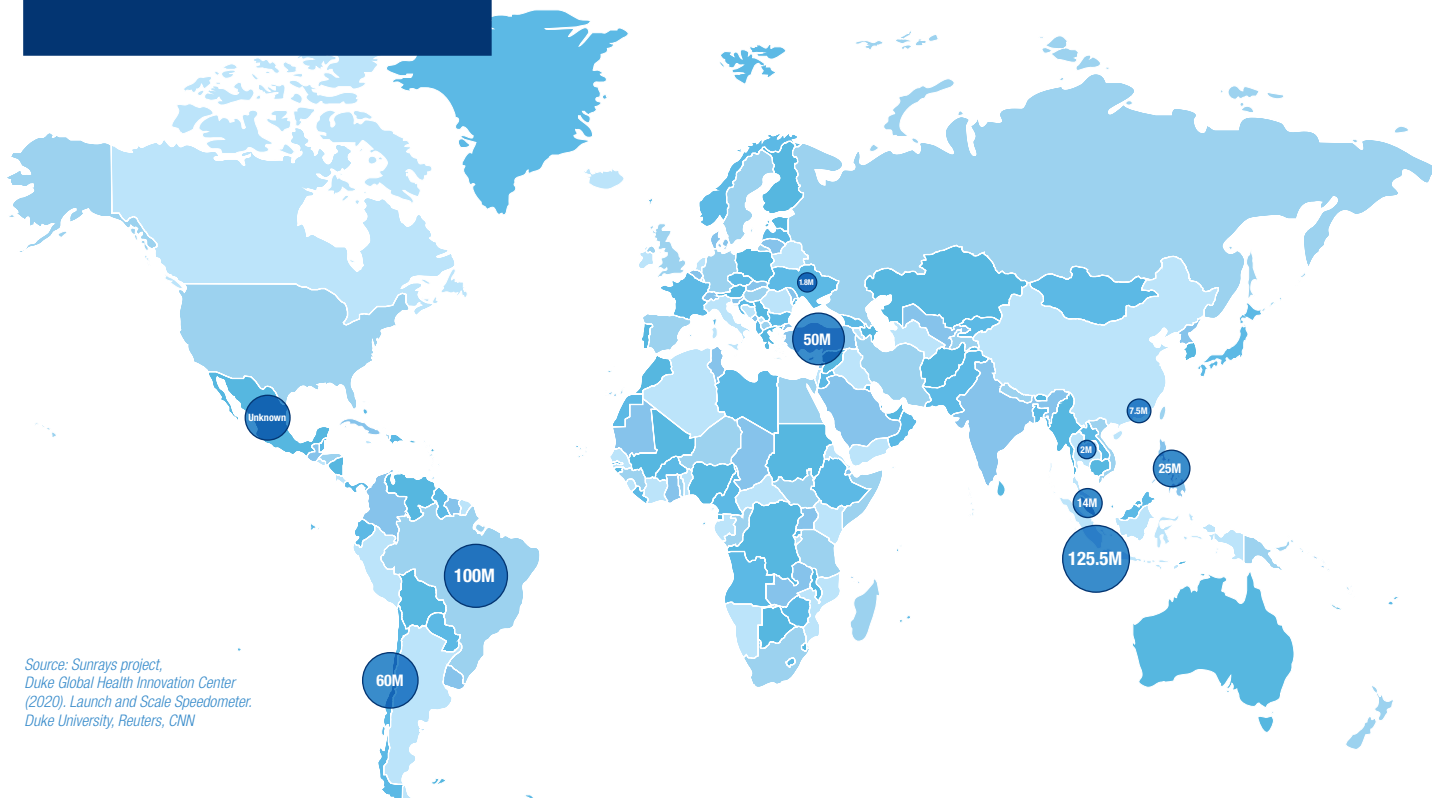 1.8M
50M
Unknown
7.5M
2M
25M
14M
125.5M
100M
60M
Source: Sunrays project,
Duke Global Health Innovation Center
(2020). Launch and Scale Speedometer.
Duke University, Reuters, CNN